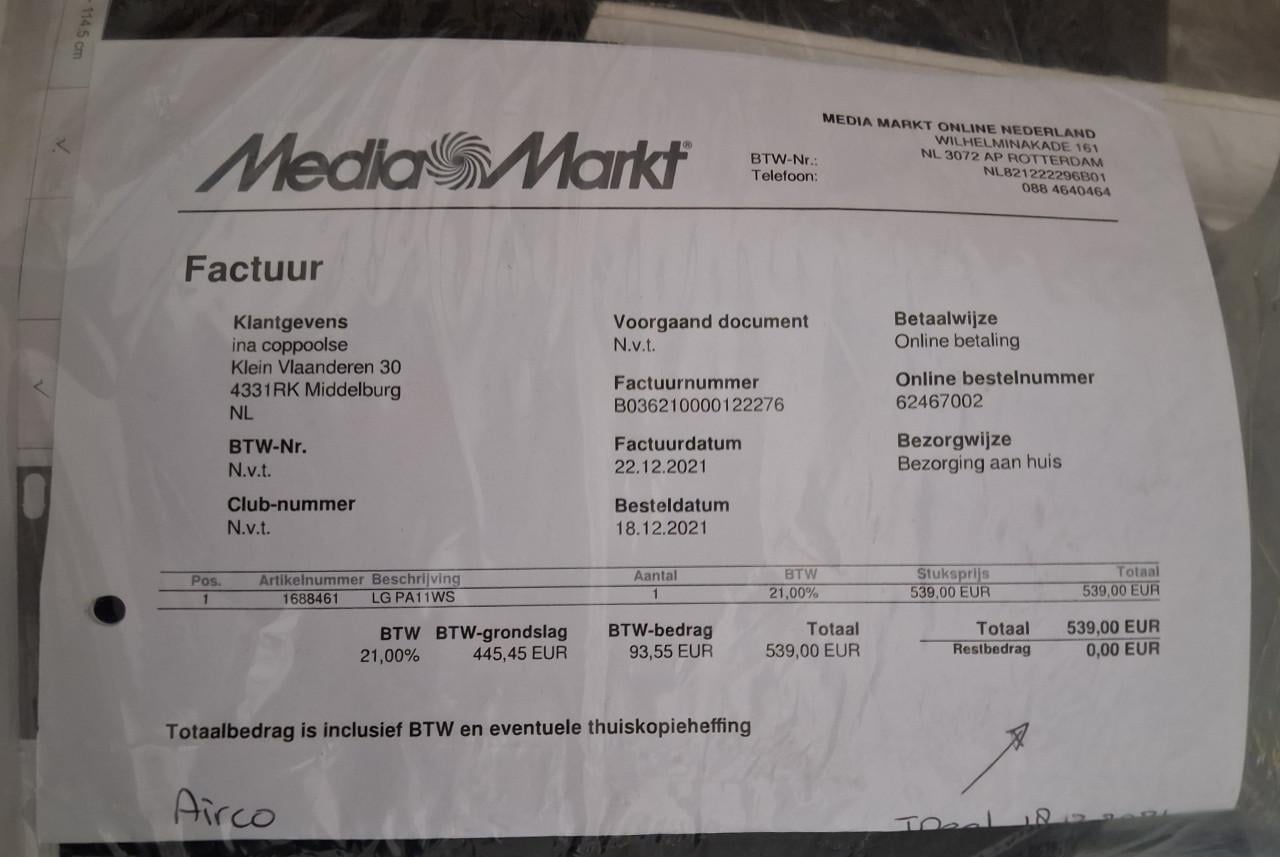 114.5 cm
Media Markt®
MEDIA MARKT ONLINE NEDERLAND
WILHELMINAKADE 161
NL 3072 AP ROTTERDAM
BTW-Nr.: NL821222296B01
Telefoon: 088 4640464
Factuur
Klantgevens
ina coppoolse
Klein Vlaanderen 30
4331RK Middelburg
NL
BTW-Nr.
N.v.t.
Club-nummer
N.v.t.
Voorgaand document
N.v.t.
Factuurnummer
B036210000122276
Factuurdatum
22.12.2021
Besteldatum
18.12.2021
Betaalwijze
Online betaling
Online bestelnummer
62467002
Bezorgwijze
Bezorging aan huis
Pos. Artikelnummer Beschrijving Aantal BTW Stuksprijs Totaal
1 1688461 LG PA11WS 1 21,00% 539,00 EUR 539,00 EUR
BTW BTW-grondslag BTW-bedrag Totaal Totaal 539,00 EUR
21,00% 445,45 EUR 93,55 EUR 539,00 EUR Restbedrag 0,00 EUR
Totaalbedrag is inclusief BTW en eventuele thuiskopieheffing
Airco